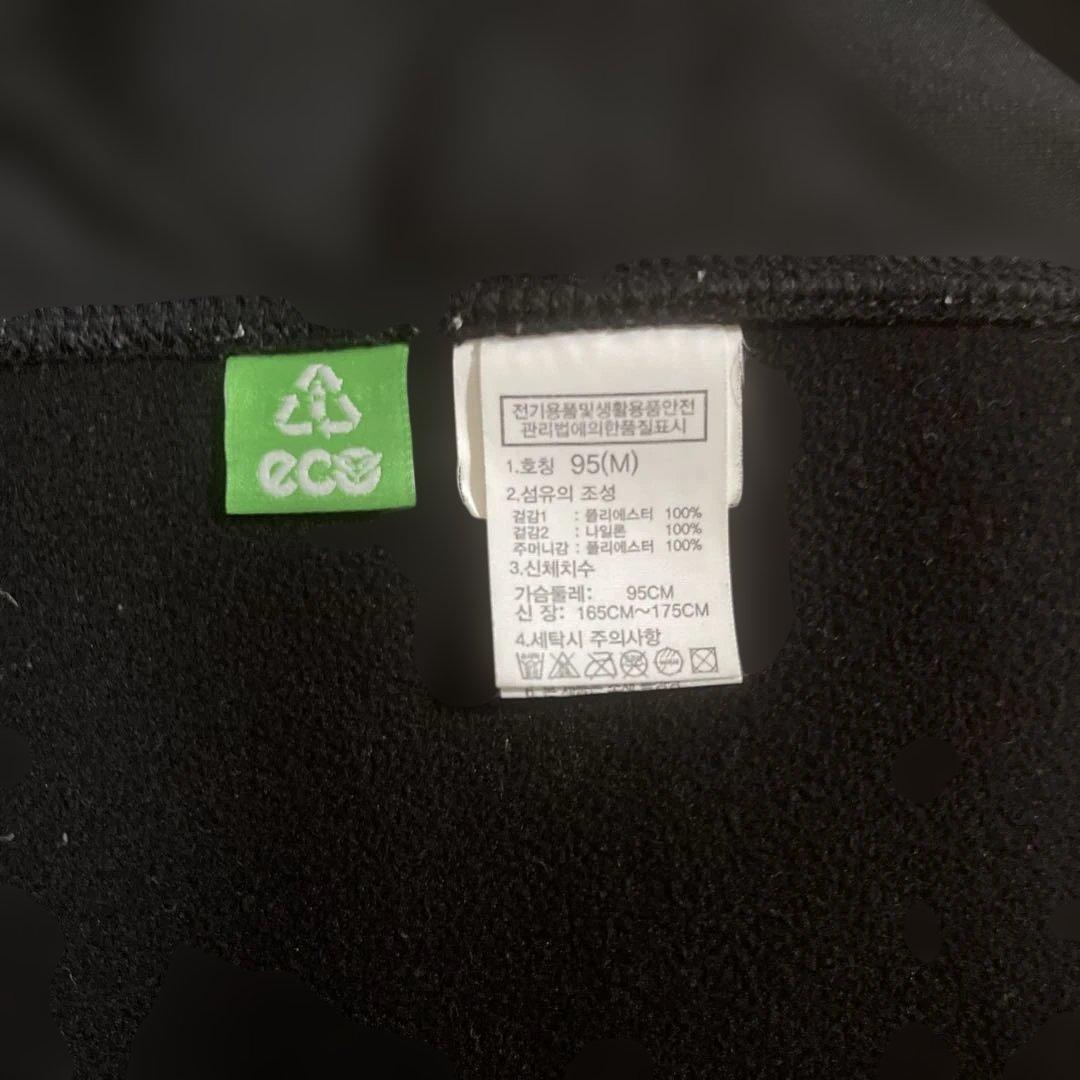 eco
전기용품및생활용품안전
관리법에의한품질표시
1.호칭 95(M)
2.섬유의 조성
겉감1 : 폴리에스터 100%
겉감2 : 나일론 100%
주머니감 : 폴리에스터 100%
3.신체치수
가슴둘레: 95CM
신 장: 165CM~175CM
4.세탁시 주의사항